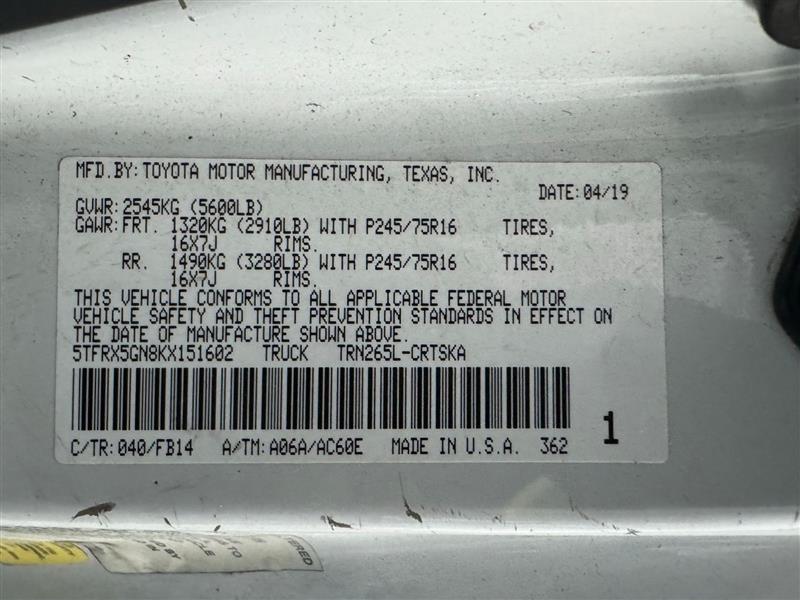 MFD.BY: TOYOTA MOTOR MANUFACTURING, TEXAS, INC.
DATE: 04/19
GVWR: 2545KG (5600LB)
GAWR: FRT. 1320KG (2910LB) WITH P245/75R16 TIRES,
16X7J RIMS.
RR. 1490KG (3280LB) WITH P245/75R16 TIRES,
16X7J RIMS.
THIS VEHICLE CONFORMS TO ALL APPLICABLE FEDERAL MOTOR
VEHICLE SAFETY AND THEFT PREVENTION STANDARDS IN EFFECT ON
THE DATE OF MANUFACTURE SHOWN ABOVE.
5TFRX5GN8KX151602 TRUCK TRN265L-CRTSKA
1
C/TR: 040/FB14 A/TM: A06A/AC60E MADE IN U.S.A. 362